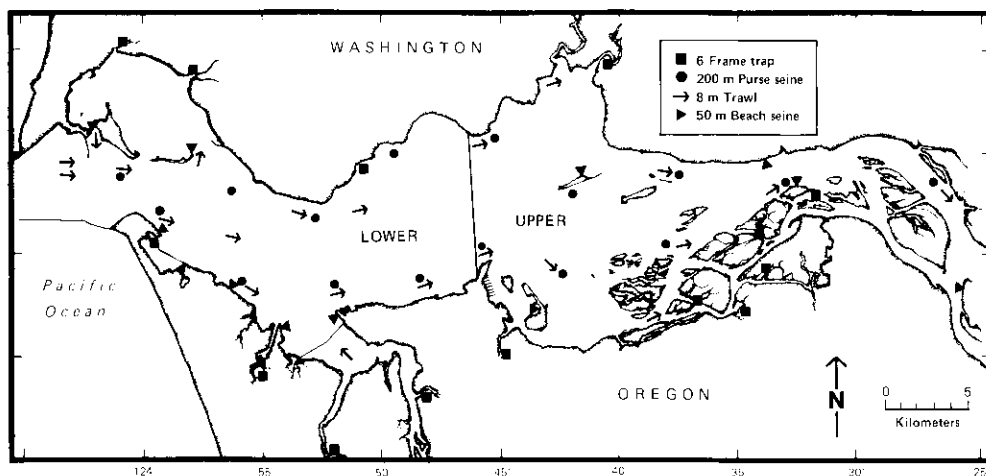 WASHINGTON
6 Frame trap
200 m Purse seine
8 m Trawl
50 m Beach seine
LOWER
UPPER
Pacific
Ocean
OREGON
N
0 5
Kilometers
124 55' 50' 45' 40' 35' 30' 25'